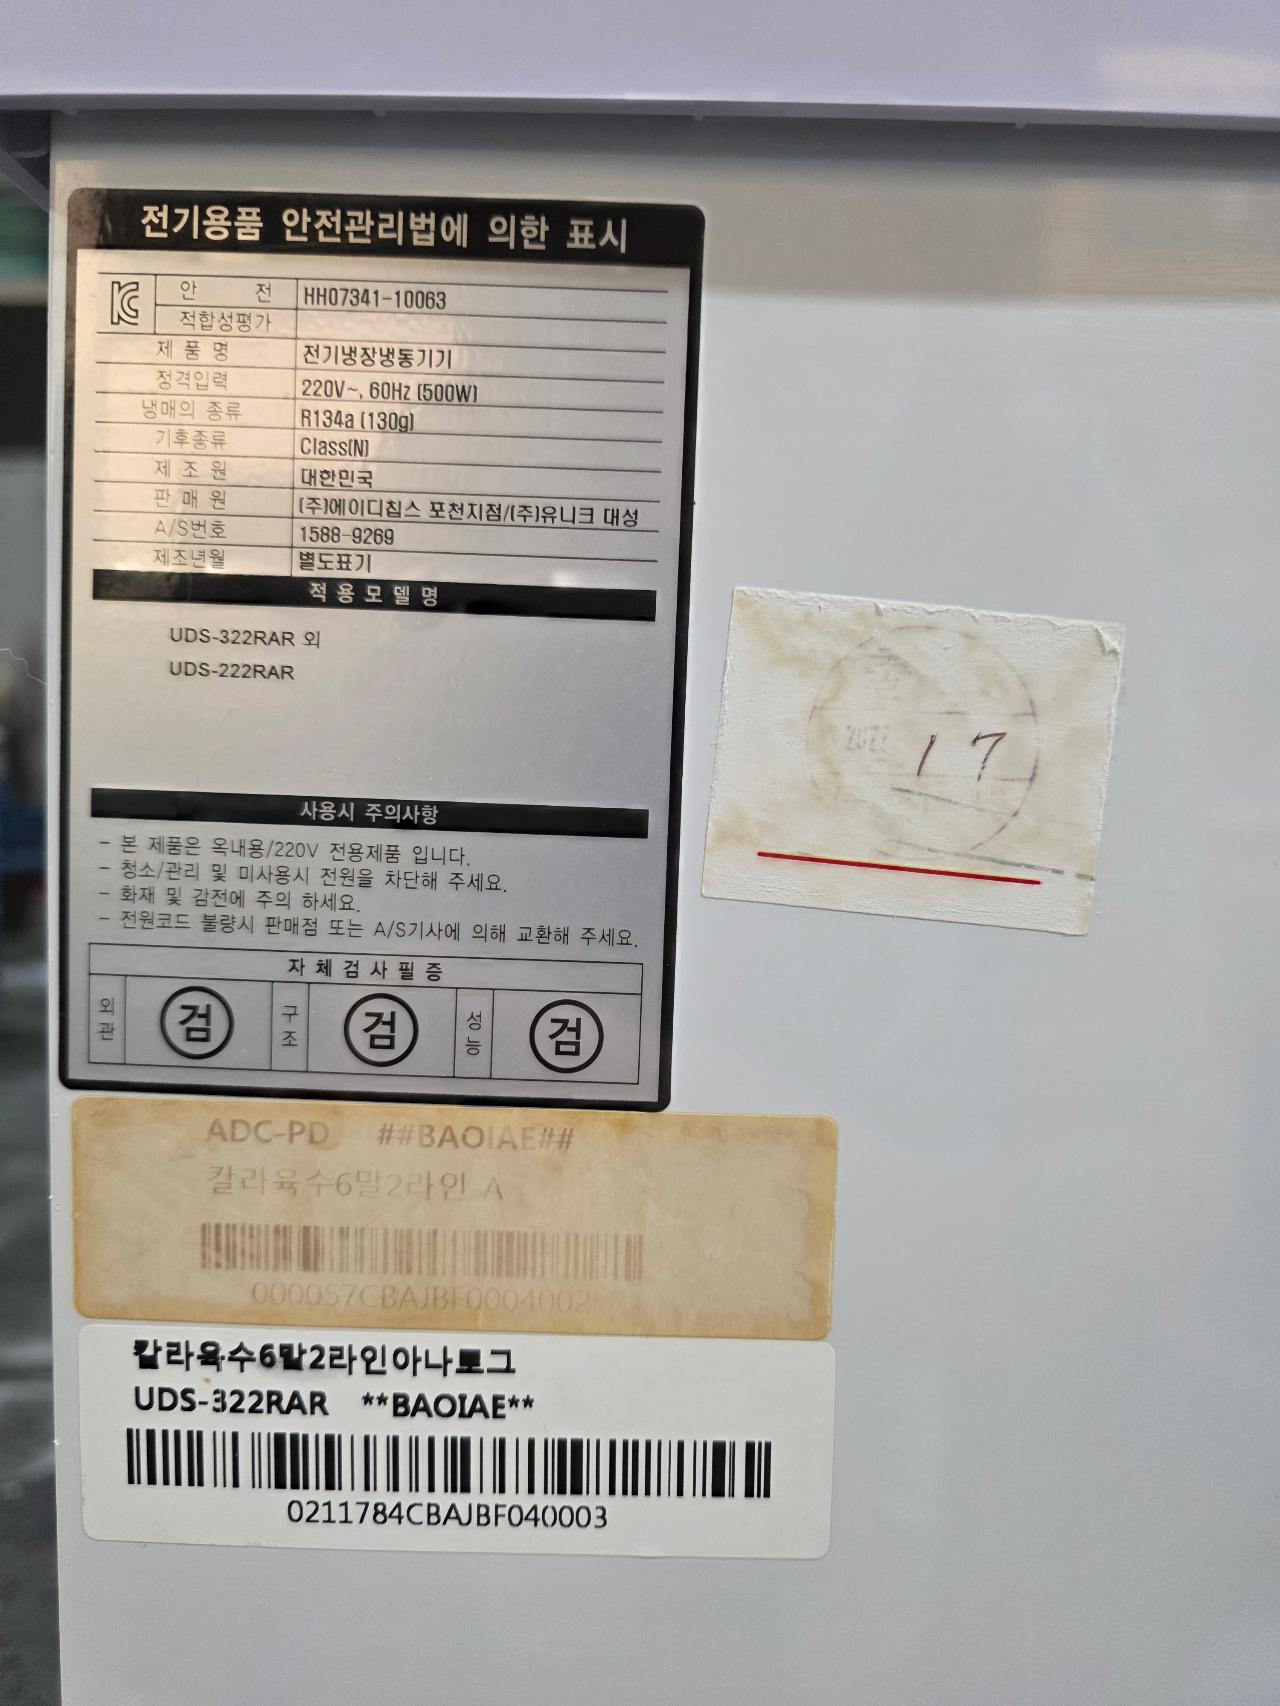 전기용품 안전관리법에 의한 표시
안 전 HH07341-10063
적합성평가
제 품 명 전기냉장냉동기기
정격입력 220V~, 60Hz (500W)
냉매의 종류 R134a (130g)
기후종류 Class(N)
제 조 원 대한민국
판 매 원 (주)에이디칩스 포천지점/(주)유니크 대성
A/S번호 1588-9269
제조년월 별도표기
적 용 모 델 명
UDS-322RAR 외
UDS-222RAR
사용시 주의사항
- 본 제품은 옥내용/220V 전용제품 입니다.
- 청소/관리 및 미사용시 전원을 차단해 주세요.
- 화재 및 감전에 주의 하세요.
- 전원코드 불량시 판매점 또는 A/S기사에 의해 교환해 주세요.
자 체 검 사 필 증
외관 검 구조 검 성능 검
1 7
ADC-PD ##BAOIAE##
칼라육수6말2라인 A
칼라육수6말2라인아나로그
UDS-322RAR **BAOIAE**
0211784CBAJBF040003